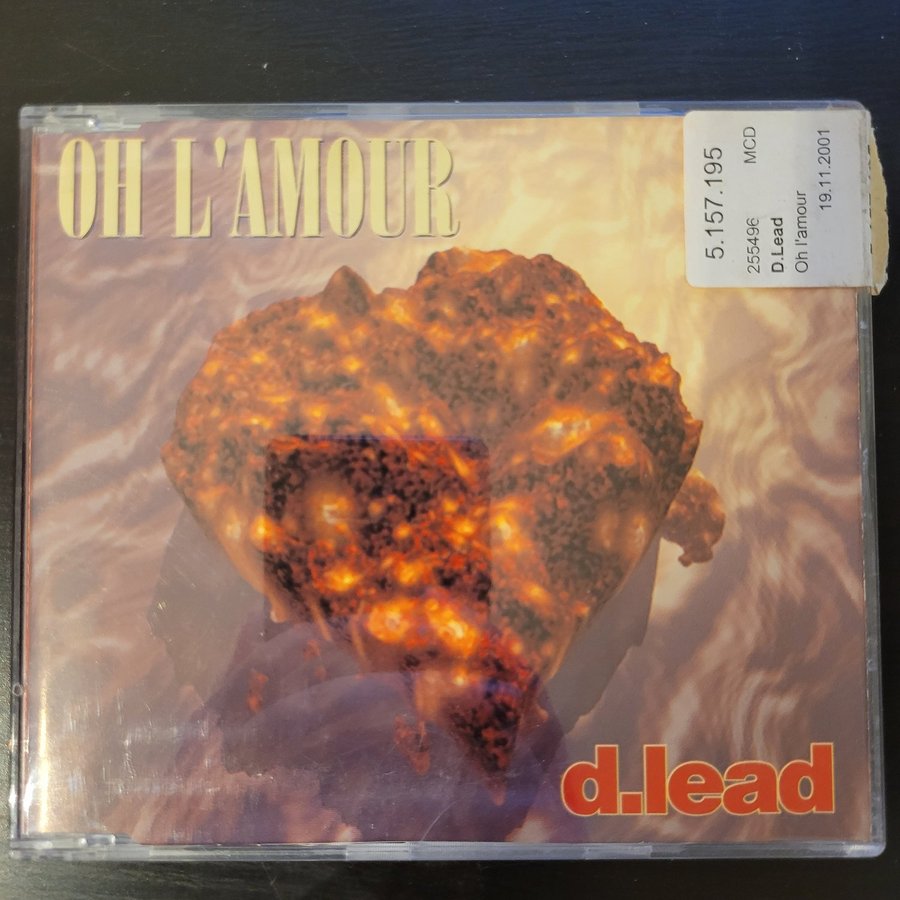 OH L'AMOUR
5.157.195
255496 MCD
D.Lead
Oh l'amour
19.11.2001
d.lead